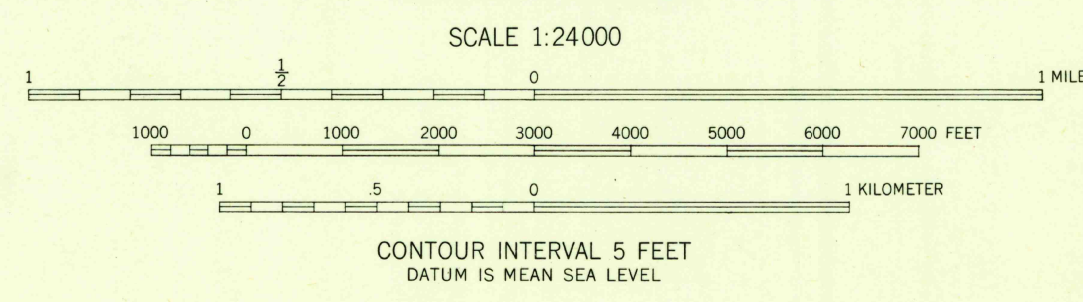 SCALE 1:24000
1 1/2 0 1 MILE
1000 0 1000 2000 3000 4000 5000 6000 7000 FEET
1 .5 0 1 KILOMETER
CONTOUR INTERVAL 5 FEET
DATUM IS MEAN SEA LEVEL